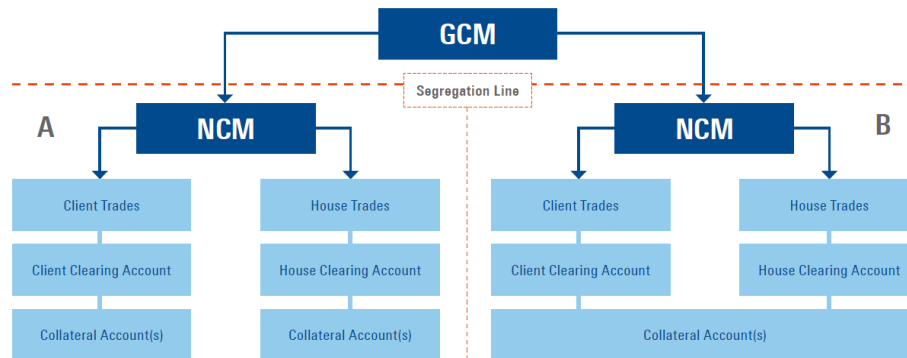 GCM
Segregation Line
A
NCM
NCM
B
Client Trades
House Trades
Client Trades
House Trades
Client Clearing Account
House Clearing Account
Client Clearing Account
House Clearing Account
Collateral Account(s)
Collateral Account(s)
Collateral Account(s)